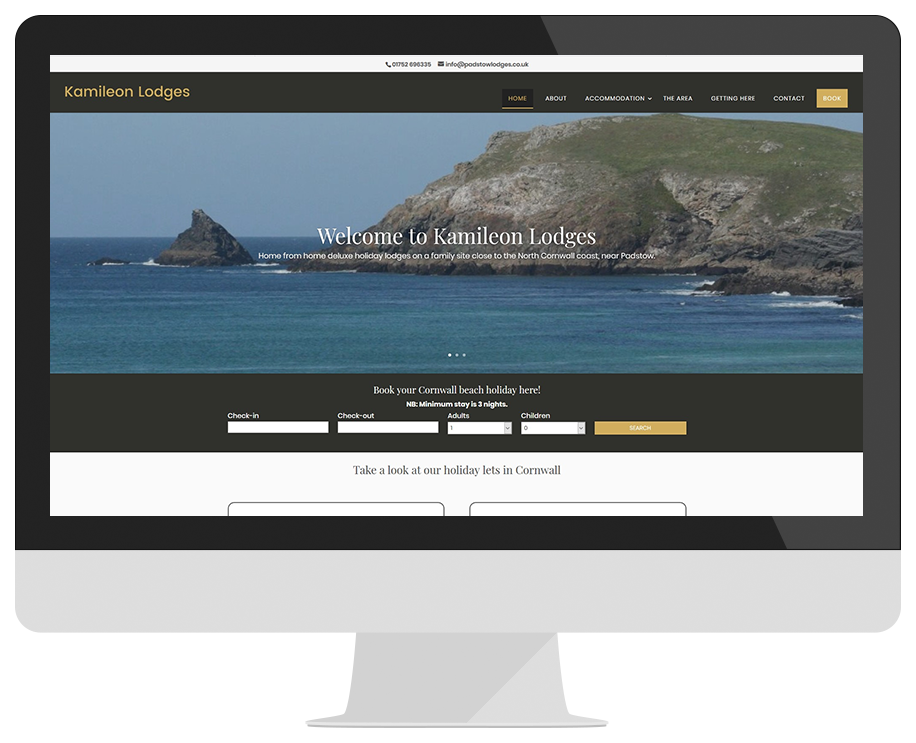 01752 696335 info@padstowlodges.co.uk
Kamileon Lodges
HOME ABOUT ACCOMMODATION THE AREA GETTING HERE CONTACT BOOK
Welcome to Kamileon Lodges
Home from home deluxe holiday lodges on a family site close to the North Cornwall coast, near Padstow.
Book your Cornwall beach holiday here!
NB: Minimum stay is 3 nights.
Check-in Check-out Adults Children
1 0 SEARCH
Take a look at our holiday lets in Cornwall